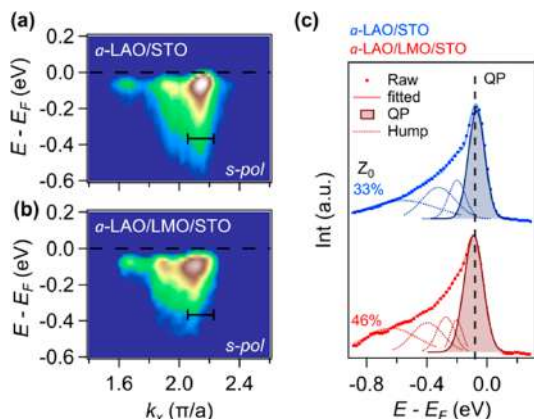 (a)
a-LAO/STO
0.2
0.0
-0.2
-0.4
-0.6
E - E_F (eV)
a-LAO/STO
s-pol
(b)
0.2
0.0
-0.2
-0.4
-0.6
E - E_F (eV)
a-LAO/LMO/STO
s-pol
1.6 2.0 2.4
k_x (π/a)
(c)
a-LAO/STO
a-LAO/LMO/STO
Raw
fitted
QP
Hump
QP
Z_0
33%
46%
Int (a.u.)
-0.8 -0.4 0.0
E - E_F (eV)